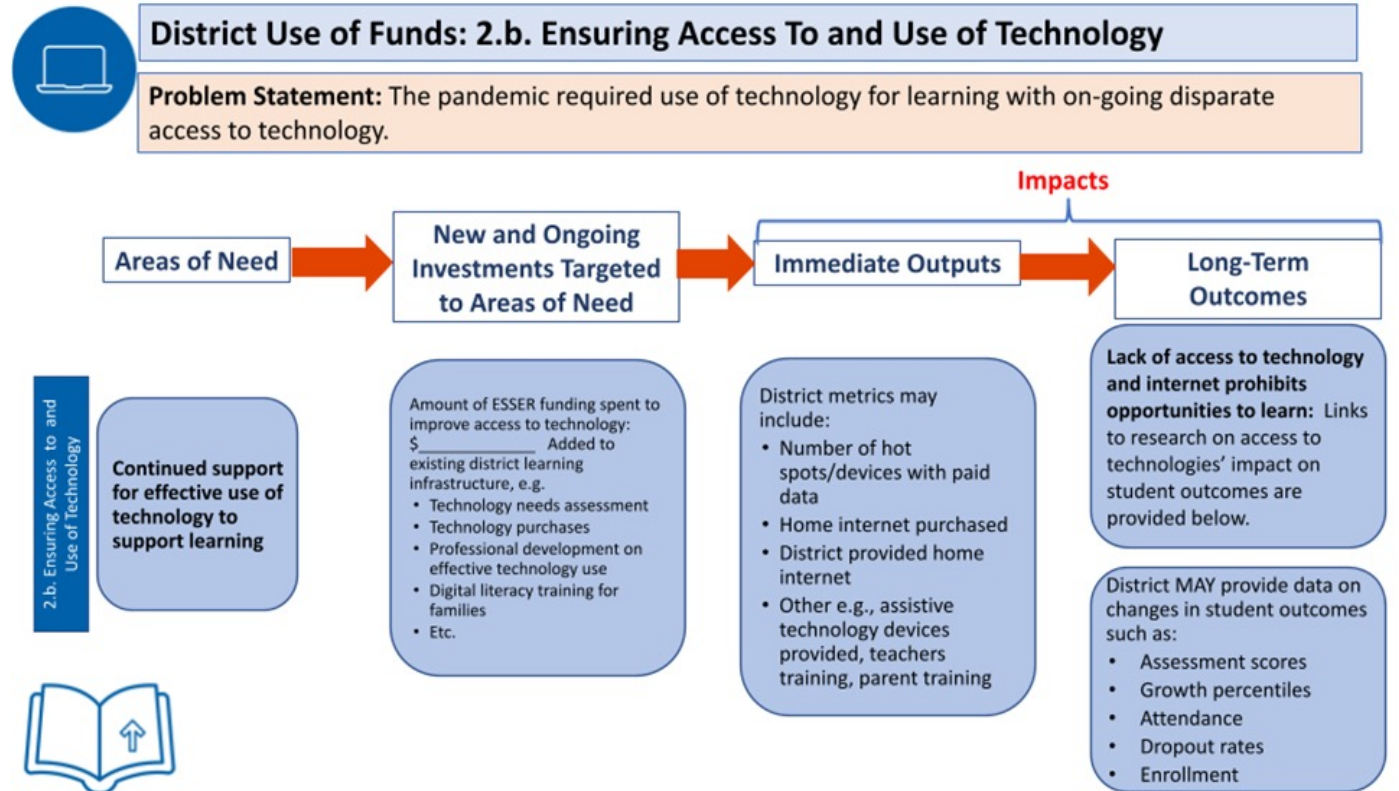 District Use of Funds: 2.b. Ensuring Access To and Use of Technology
Problem Statement: The pandemic required use of technology for learning with on-going disparate
access to technology.
Impacts
Areas of Need
New and Ongoing
Investments Targeted
to Areas of Need
Immediate Outputs
Long-Term
Outcomes
2.b. Ensuring Access to and
Use of Technology
Continued support
for effective use of
technology to
support learning
Amount of ESSER funding spent to
improve access to technology:
$______________ Added to
existing district learning
infrastructure, e.g.
• Technology needs assessment
• Technology purchases
• Professional development on
effective technology use
• Digital literacy training for
families
• Etc.
District metrics may
include:
• Number of hot
spots/devices with paid
data
• Home internet purchased
• District provided home
internet
• Other e.g., assistive
technology devices
provided, teachers
training, parent training
Lack of access to technology
and internet prohibits
opportunities to learn: Links
to research on access to
technologies' impact on
student outcomes are
provided below.
District MAY provide data on
changes in student outcomes
such as:
• Assessment scores
• Growth percentiles
• Attendance
• Dropout rates
• Enrollment